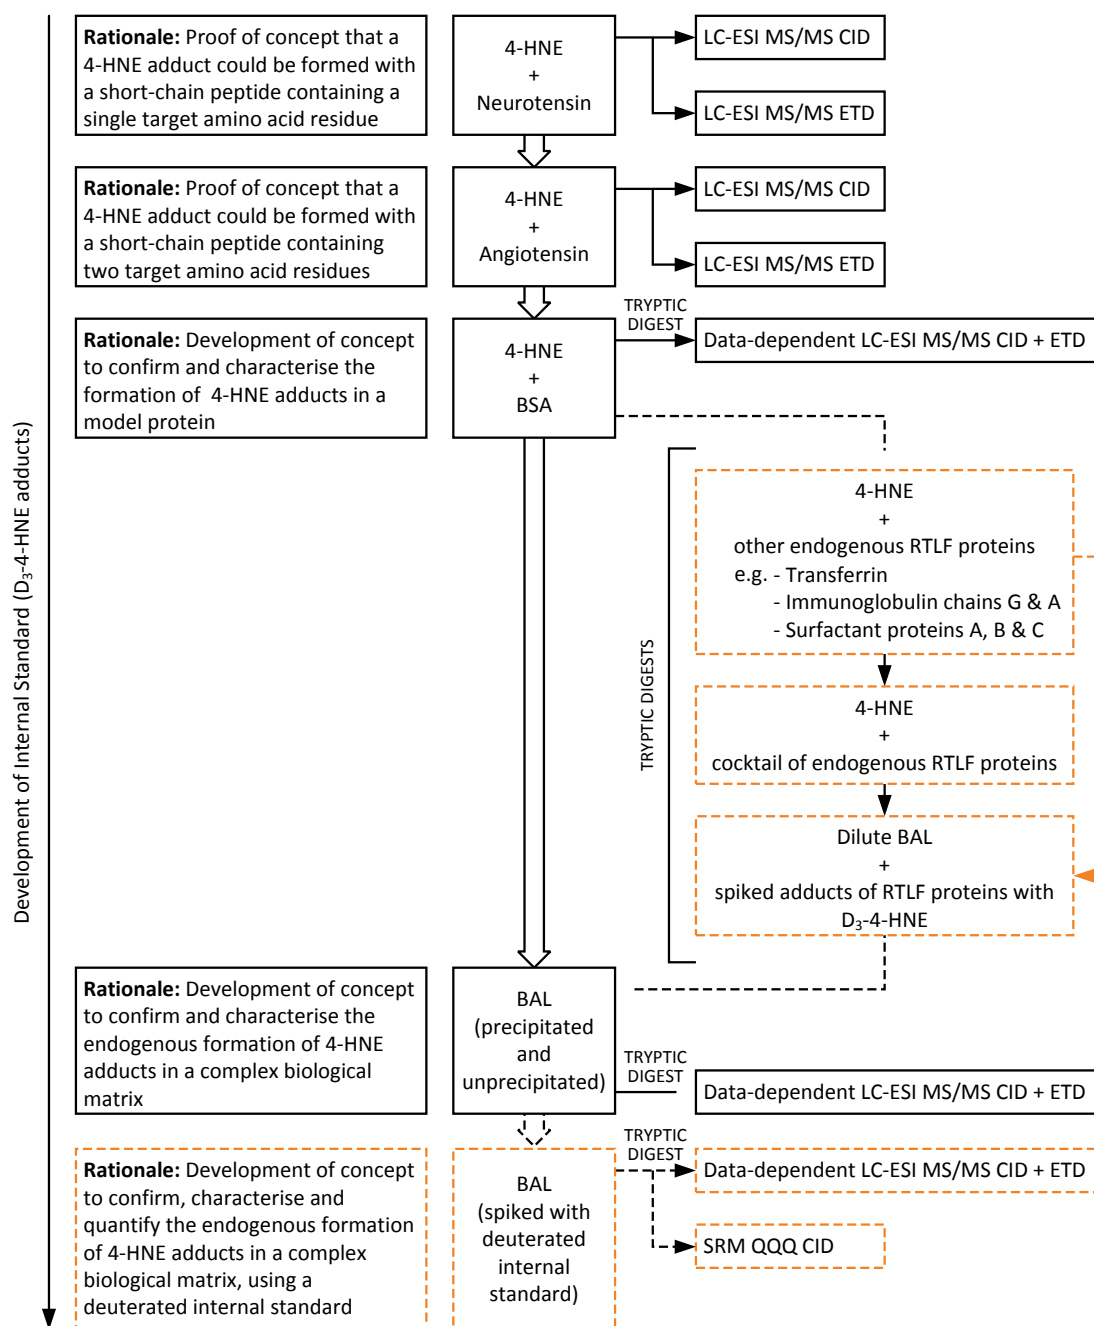 Development of Internal Standard (D₃-4-HNE adducts)
Rationale: Proof of concept that a
4-HNE adduct could be formed with
a short-chain peptide containing a
single target amino acid residue
4-HNE
+
Neurotensin
LC-ESI MS/MS CID
LC-ESI MS/MS ETD
Rationale: Proof of concept that a
4-HNE adduct could be formed with
a short-chain peptide containing
two target amino acid residues
4-HNE
+
Angiotensin
LC-ESI MS/MS CID
LC-ESI MS/MS ETD
Rationale: Development of concept
to confirm and characterise the
formation of 4-HNE adducts in a
model protein
4-HNE
+
BSA
TRYPTIC
DIGEST
Data-dependent LC-ESI MS/MS CID + ETD
TRYPTIC DIGESTS
4-HNE
+
other endogenous RTLF proteins
e.g. - Transferrin
- Immunoglobulin chains G & A
- Surfactant proteins A, B & C
4-HNE
+
cocktail of endogenous RTLF proteins
Dilute BAL
+
spiked adducts of RTLF proteins with
D₃-4-HNE
Rationale: Development of concept
to confirm and characterise the
endogenous formation of 4-HNE
adducts in a complex biological
matrix
BAL
(precipitated
and
unprecipitated)
TRYPTIC
DIGEST
Data-dependent LC-ESI MS/MS CID + ETD
Rationale: Development of concept
to confirm, characterise and
quantify the endogenous formation
of 4-HNE adducts in a complex
biological matrix, using a
deuterated internal standard
BAL
(spiked with
deuterated
internal
standard)
TRYPTIC
DIGEST
Data-dependent LC-ESI MS/MS CID + ETD
SRM QQQ CID